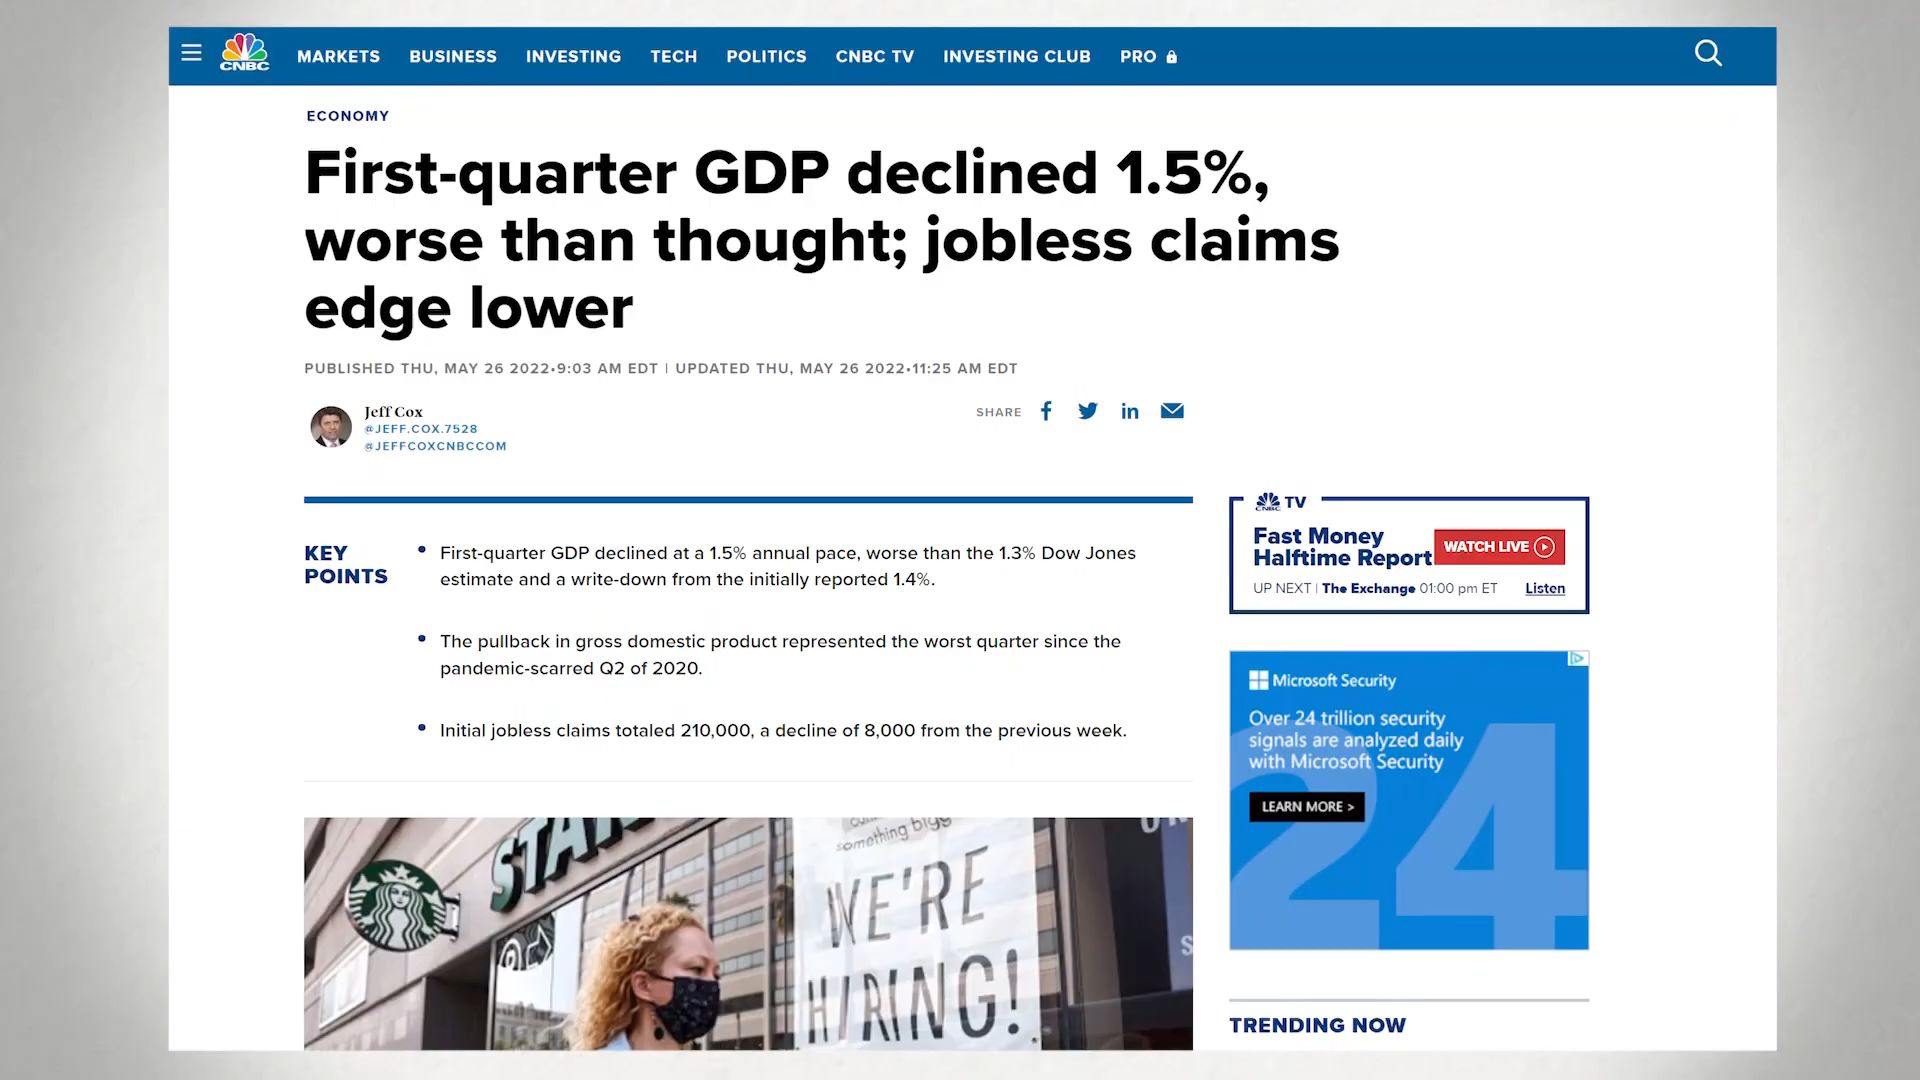 CNBC
MARKETS BUSINESS INVESTING TECH POLITICS CNBC TV INVESTING CLUB PRO
ECONOMY
First-quarter GDP declined 1.5%,
worse than thought; jobless claims
edge lower
PUBLISHED THU, MAY 26 2022•9:03 AM EDT | UPDATED THU, MAY 26 2022•11:25 AM EDT
Jeff Cox
@JEFF.COX.7528
@JEFFCOXCNBCCOM
SHARE
KEY
POINTS
• First-quarter GDP declined at a 1.5% annual pace, worse than the 1.3% Dow Jones
estimate and a write-down from the initially reported 1.4%.
• The pullback in gross domestic product represented the worst quarter since the
pandemic-scarred Q2 of 2020.
• Initial jobless claims totaled 210,000, a decline of 8,000 from the previous week.
something bigg
WE'RE
HIRING!
CNBC TV
Fast Money
Halftime Report
WATCH LIVE
UP NEXT | The Exchange 01:00 pm ET Listen
Microsoft Security
Over 24 trillion security
signals are analyzed daily
with Microsoft Security
LEARN MORE >
24
TRENDING NOW